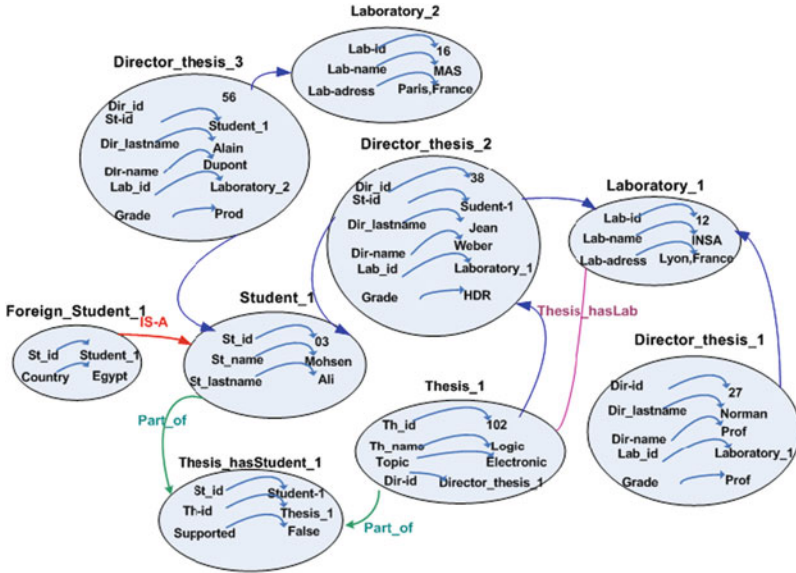 Laboratory_2
Lab-id 16
Lab-name MAS
Lab-adress Paris,France
Director_thesis_3
Dir_id 56
St-id Student_1
Dir_lastname Alain
DIr-name Dupont
Lab_id Laboratory_2
Grade Prod
Director_thesis_2
Dir_id 38
St-id Sudent-1
Dir_lastname Jean
Dir-name Weber
Lab_id Laboratory_1
Grade HDR
Laboratory_1
Lab-id 12
Lab-name INSA
Lab-adress Lyon,France
Foreign_Student_1
IS-A
St_id Student_1
Country Egypt
Student_1
St_id 03
St_name Mohsen
St_lastname Ali
Thesis_hasLab
Director_thesis_1
Dir-id 27
Dir_lastname Norman
Dir-name Prof
Lab_id Laboratory_1
Grade Prof
Thesis_1
Th_id 102
Th_name Logic
Topic Electronic
Dir-id Director_thesis_1
Part_of
Thesis_hasStudent_1
St_id Student-1
Th-id Thesis_1
Supported False
Part_of